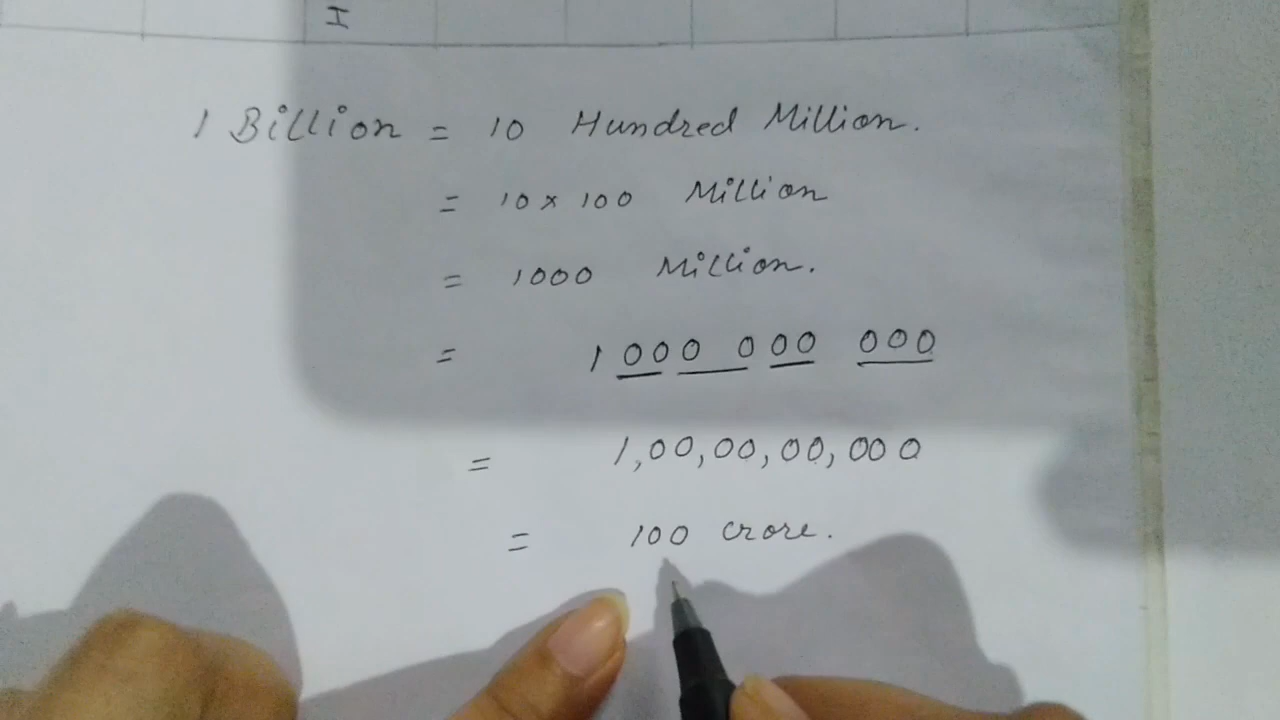 I
1 Billion = 10 Hundred Million.
= 10 × 100 Million
= 1000 Million.
= 1 000 000 000
= 1,00,00,00,000
= 100 crore.